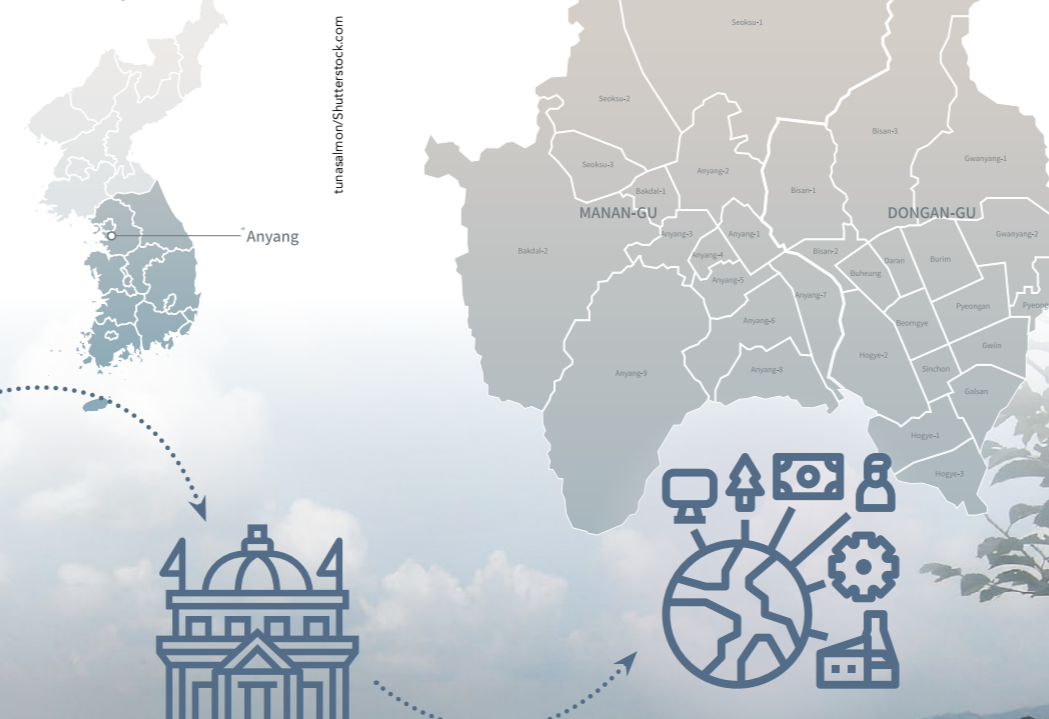 tunasalmon/Shutterstock.com
Anyang
Seoksu-1
Seoksu-2
Bisan-3
Gwanyang-1
Seoksu-3
Anyang-2
Bakdal-1
Bisan-1
MANAN-GU
DONGAN-GU
Anyang-3
Anyang-1
Gwanyang-2
Bakdal-2
Anyang-4
Bisan-2
Daran
Burim
Buheung
Anyang-5
Anyang-7
Pyeongan
Pyeong
Anyang-6
Beomgye
Gwiin
Hogye-2
Anyang-9
Anyang-8
Sinchon
Galsan
Hogye-1
Hogye-3